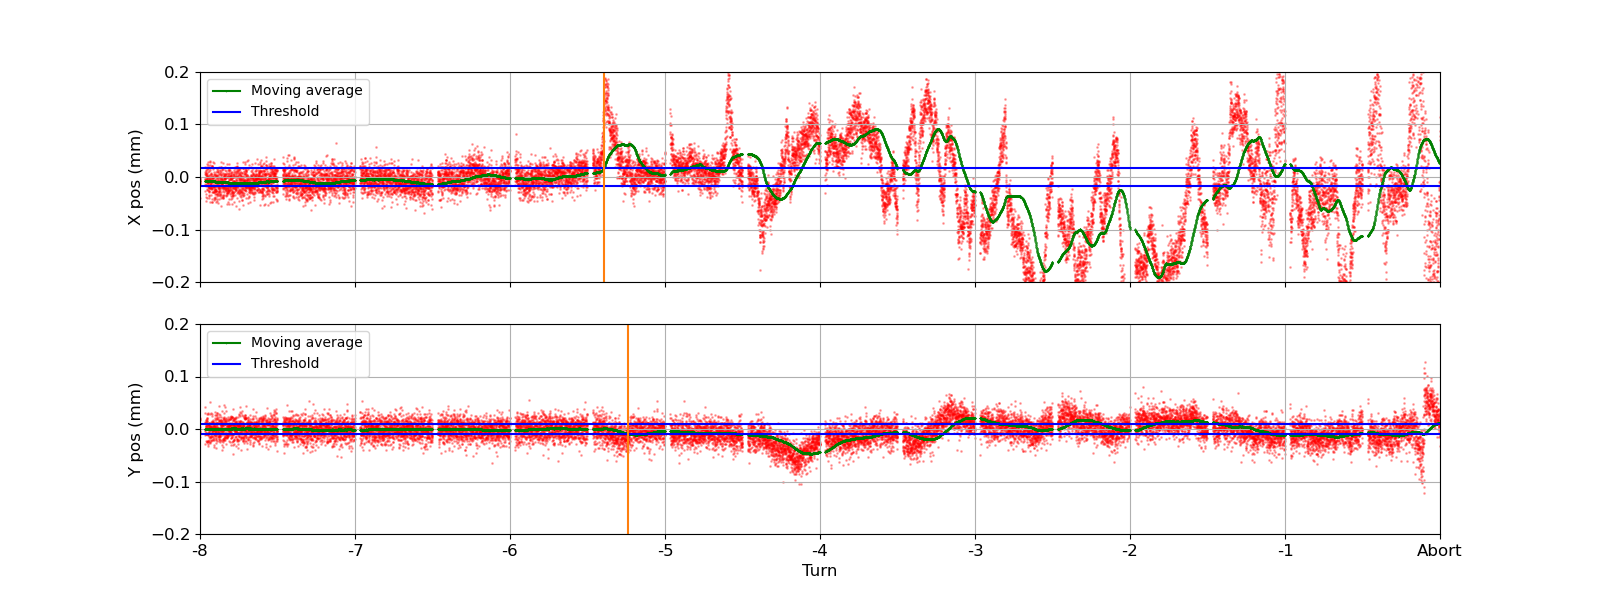 0.2
0.1
0.0
−0.1
−0.2
X pos (mm)
Moving average
Threshold
0.2
0.1
0.0
−0.1
−0.2
Y pos (mm)
Moving average
Threshold
-8 -7 -6 -5 -4 -3 -2 -1 Abort
Turn